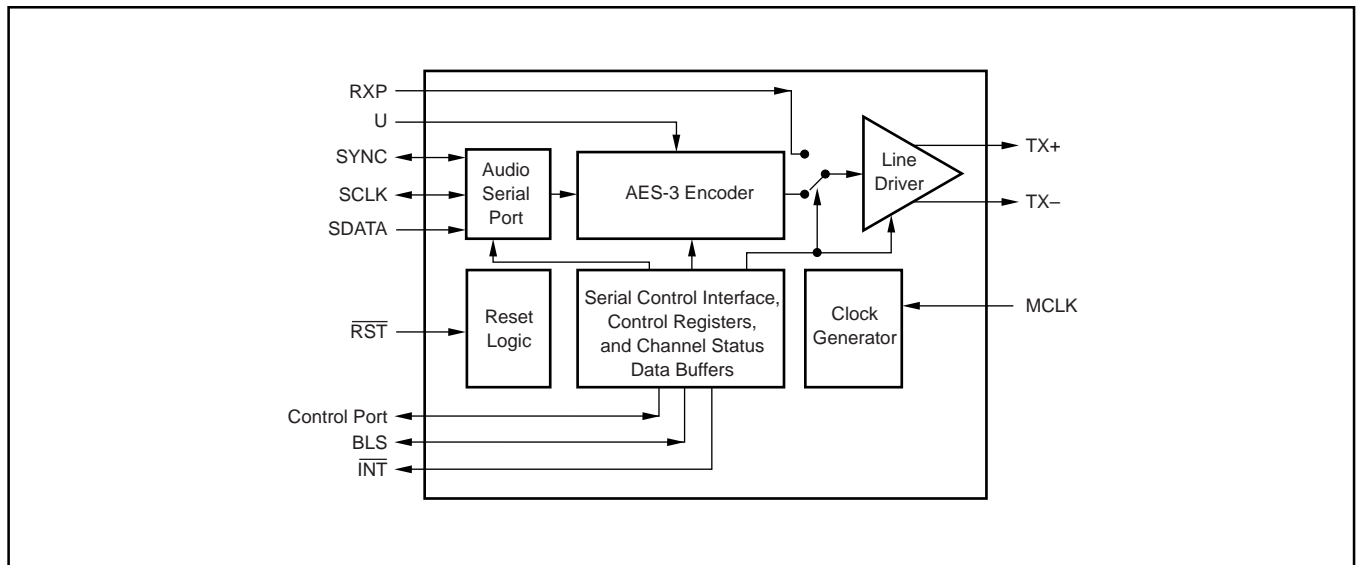 RXP
U
SYNC
SCLK
SDATA
Audio
Serial
Port
AES-3 Encoder
Line
Driver
TX+
TX–
RST
Reset
Logic
Serial Control Interface,
Control Registers,
and Channel Status
Data Buffers
Clock
Generator
MCLK
Control Port
BLS
INT